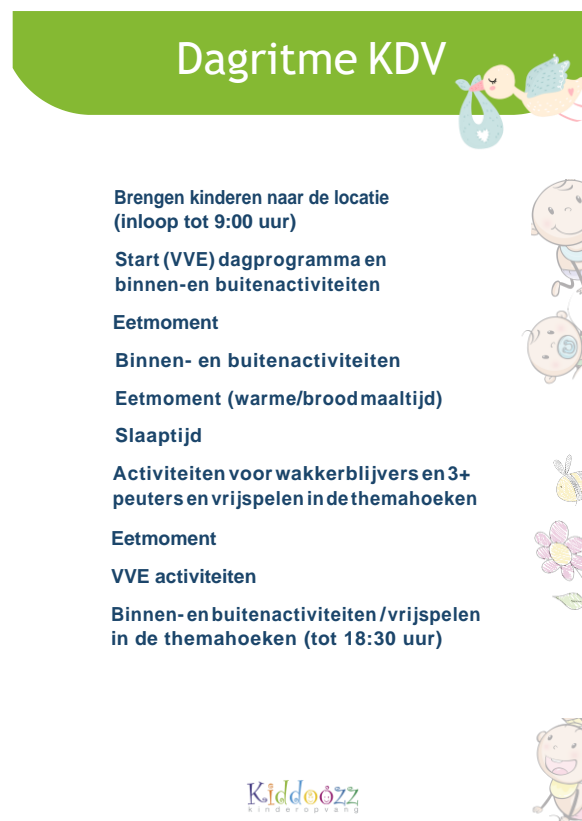 Dagritme KDV
Brengen kinderen naar de locatie
(inloop tot 9:00 uur)
Start (VVE) dagprogramma en
binnen-en buitenactiviteiten
Eetmoment
Binnen- en buitenactiviteiten
Eetmoment (warme/brood maaltijd)
Slaaptijd
Activiteiten voor wakkerblijvers en 3+
peuters en vrijspelen in de themahoeken
Eetmoment
VVE activiteiten
Binnen- en buitenactiviteiten / vrijspelen
in de themahoeken (tot 18:30 uur)
Kiddoozz
kinderopvang